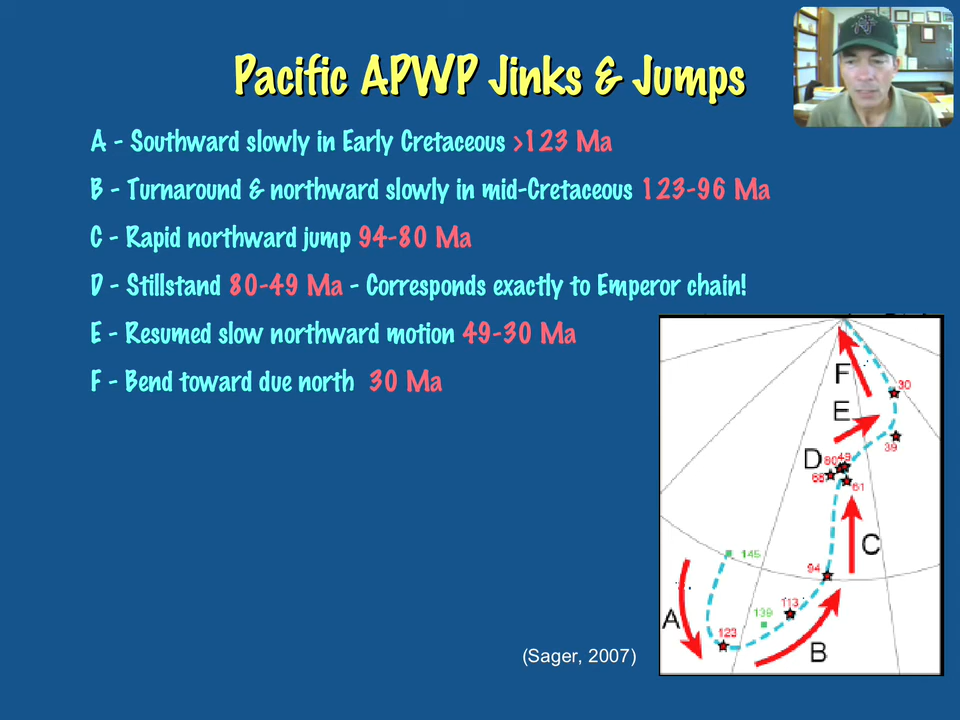 Pacific APWP Jinks & Jumps
A - Southward slowly in Early Cretaceous >123 Ma
B - Turnaround & northward slowly in mid-Cretaceous 123-96 Ma
C - Rapid northward jump 94-80 Ma
D - Stillstand 80-49 Ma - Corresponds exactly to Emperor chain!
E - Resumed slow northward motion 49-30 Ma
F - Bend toward due north 30 Ma
F
30
E
39
D
80
49
68
61
C
94
145
A
139
113
123
B
(Sager, 2007)